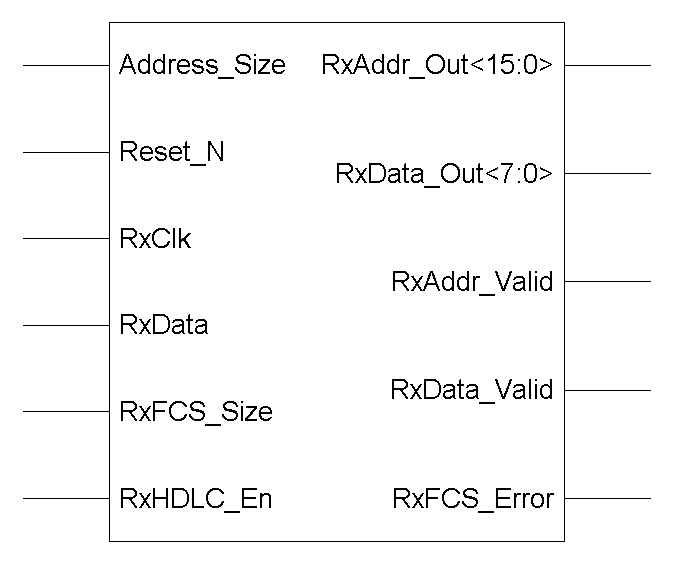 Address_Size
RxAddr_Out<15:0>
Reset_N
RxData_Out<7:0>
RxClk
RxAddr_Valid
RxData
RxData_Valid
RxFCS_Size
RxHDLC_En
RxFCS_Error